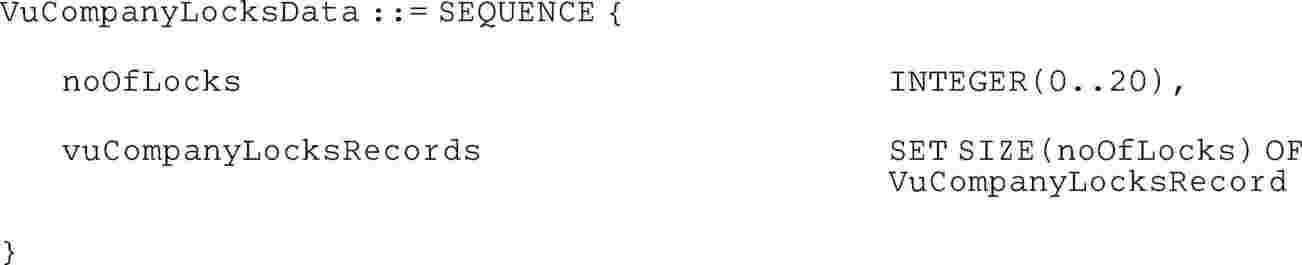 VuCompanyLocksData ::= SEQUENCE {
noOfLocks INTEGER(0..20),
vuCompanyLocksRecords SET SIZE(noOfLocks) OF
VuCompanyLocksRecord
}